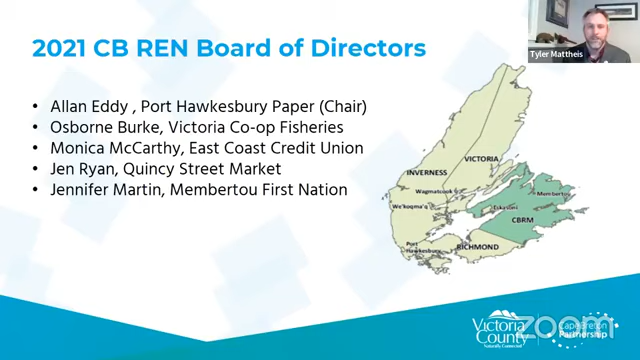 2021 CB REN Board of Directors
Tyler Mattheis
• Allan Eddy , Port Hawkesbury Paper (Chair)
• Osborne Burke, Victoria Co-op Fisheries
• Monica McCarthy, East Coast Credit Union
• Jen Ryan, Quincy Street Market
• Jennifer Martin, Membertou First Nation
VICTORIA
INVERNESS
Wagmatcook
Membertou
We'koqma'q
Eskasoni
CBRM
Port
Hawkesbury
RICHMOND
Victoria
County
Naturally Connected
zoom
Cape Breton
Partnership